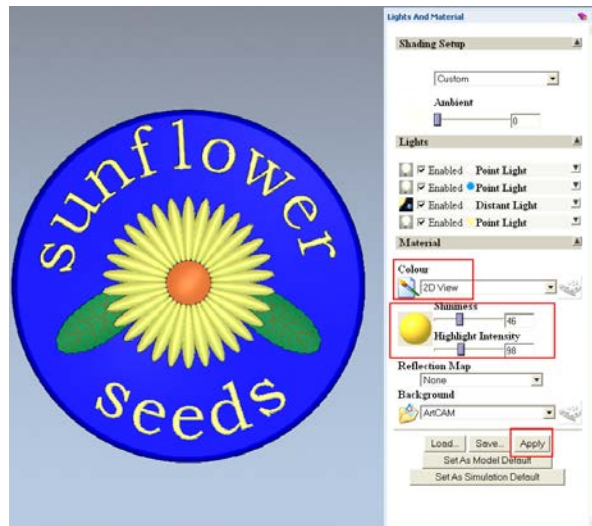 sunflower
seeds
Lights And Material
Shading Setup
Custom
Ambient
0
Lights
Enabled Point Light
Enabled Point Light
Enabled Distant Light
Enabled Point Light
Material
Colour
2D View
Shininess
46
Highlight Intensity
98
Reflection Map
None
Background
ArtCAM
Load... Save... Apply
Set As Model Default
Set As Simulation Default